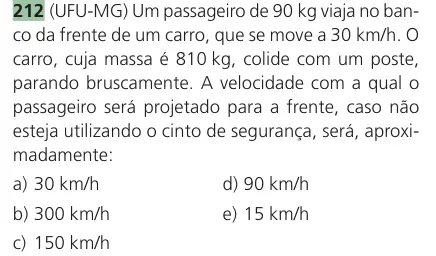 212 (UFU-MG) Um passageiro de 90 kg viaja no ban-
co da frente de um carro, que se move a 30 km/h. O
carro, cuja massa é 810 kg, colide com um poste,
parando bruscamente. A velocidade com a qual o
passageiro será projetado para a frente, caso não
esteja utilizando o cinto de segurança, será, aproxi-
madamente:
a) 30 km/h
b) 300 km/h
c) 150 km/h
d) 90 km/h
e) 15 km/h